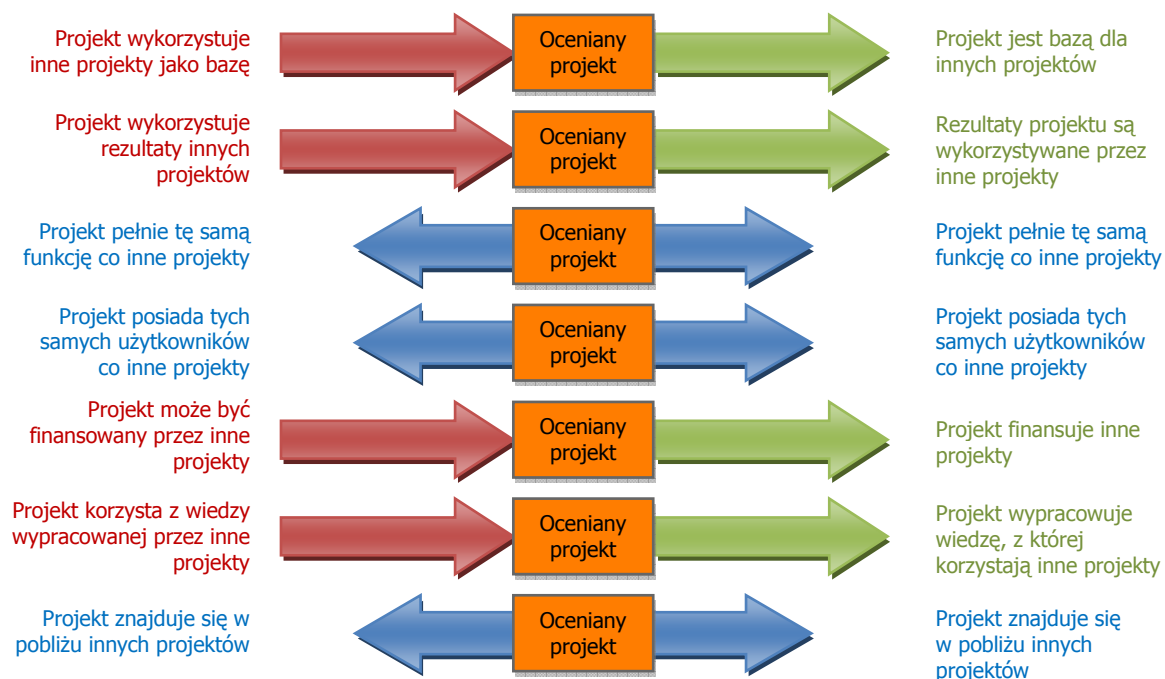 Projekt wykorzystuje
inne projekty jako bazę
Oceniany
projekt
Projekt jest bazą dla
innych projektów
Projekt wykorzystuje
rezultaty innych
projektów
Oceniany
projekt
Rezultaty projektu są
wykorzystywane przez
inne projekty
Projekt pełnie tę samą
funkcję co inne projekty
Oceniany
projekt
Projekt pełnie tę samą
funkcję co inne projekty
Projekt posiada tych
samych użytkowników
co inne projekty
Oceniany
projekt
Projekt posiada tych
samych użytkowników
co inne projekty
Projekt może być
finansowany przez inne
projekty
Oceniany
projekt
Projekt finansuje inne
projekty
Projekt korzysta z wiedzy
wypracowanej przez inne
projekty
Oceniany
projekt
Projekt wypracowuje
wiedzę, z której
korzystają inne projekty
Projekt znajduje się w
pobliżu innych projektów
Oceniany
projekt
Projekt znajduje się
w pobliżu innych
projektów